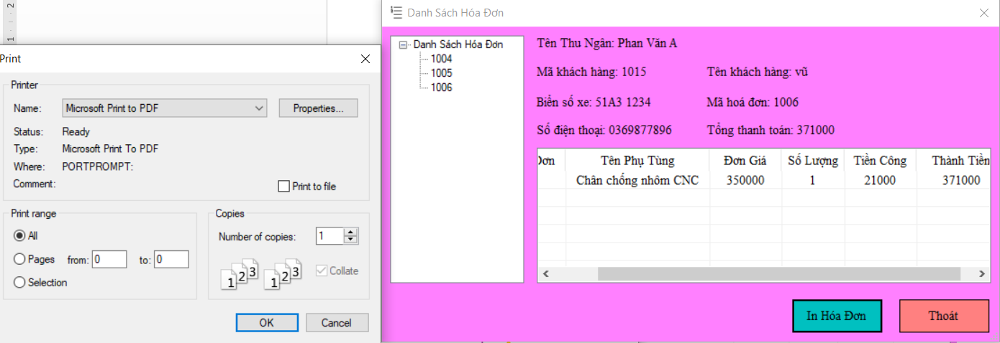 2
1
Print
Printer
Name: Microsoft Print to PDF Properties...
Status: Ready
Type: Microsoft Print To PDF
Where: PORTPROMPT:
Comment: Print to file
Print range
All
Pages from: 0 to: 0
Selection
Copies
Number of copies: 1
1 2 3 1 2 3
Collate
OK Cancel
Danh Sách Hóa Đơn
Danh Sách Hóa Đơn
1004
1005
1006
Tên Thu Ngân: Phan Văn A
Mã khách hàng: 1015 Tên khách hàng: vũ
Biển số xe: 51A3 1234 Mã hoá đơn: 1006
Số điện thoại: 0369877896 Tổng thanh toán: 371000
Đơn Tên Phụ Tùng Đơn Giá Số Lượng Tiền Công Thành Tiền
Chân chống nhôm CNC 350000 1 21000 371000
In Hóa Đơn Thoát